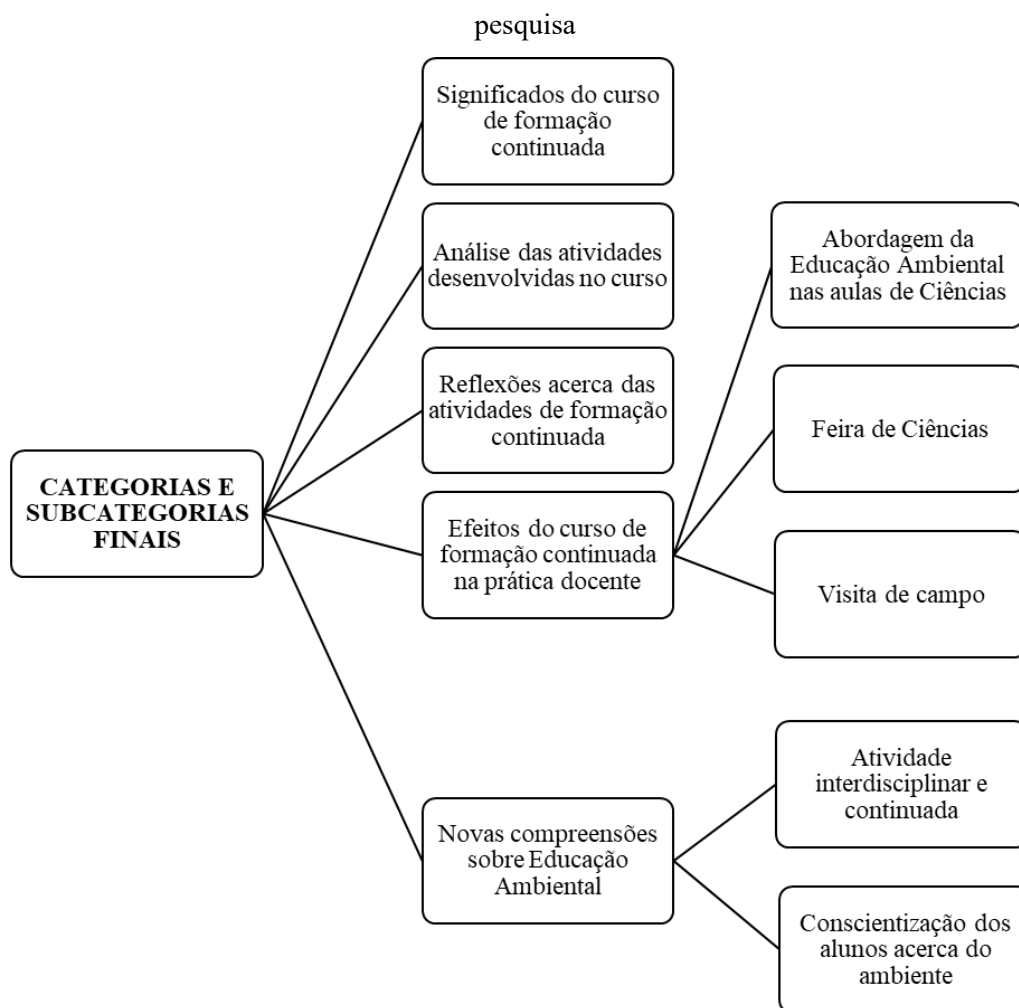 pesquisa
Significados do curso
de formação
continuada
Análise das atividades
desenvolvidas no curso
Reflexões acerca das
atividades de formação
continuada
CATEGORIAS E
SUBCATEGORIAS
FINAIS
Efeitos do curso de
formação continuada
na prática docente
Abordagem da
Educação Ambiental
nas aulas de Ciências
Feira de Ciências
Visita de campo
Novas compreensões
sobre Educação
Ambiental
Atividade
interdisciplinar e
continuada
Conscientização dos
alunos acerca do
ambiente